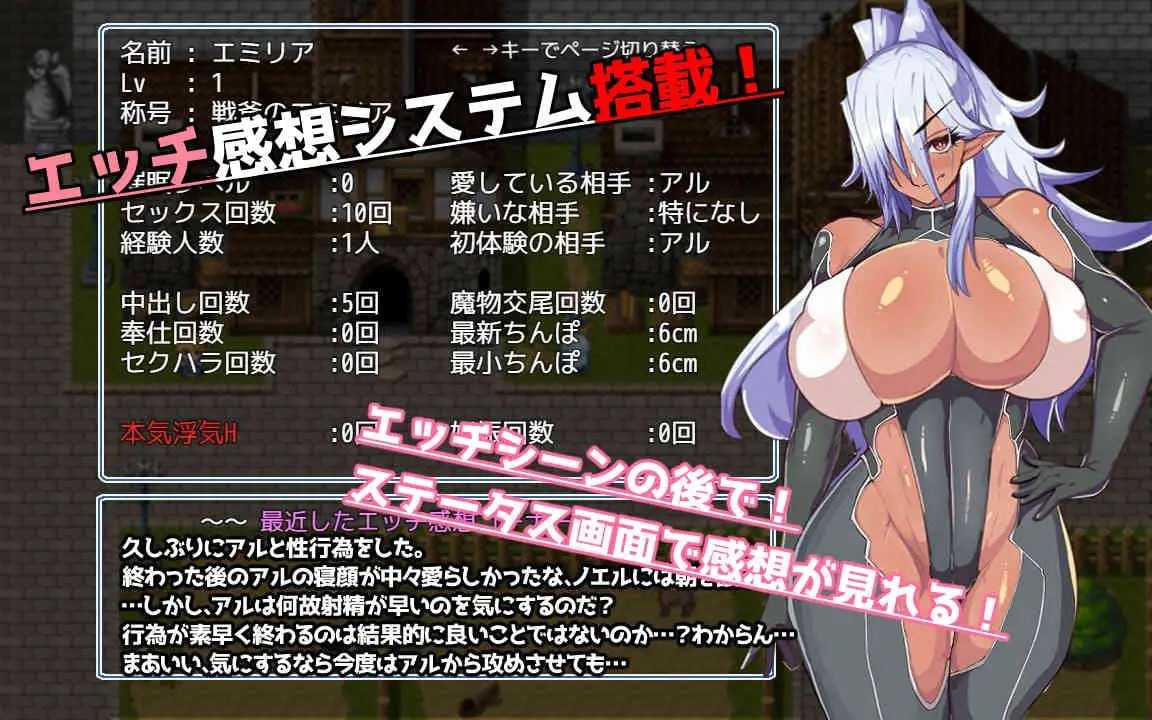 名前 : エミリア
← →キーでページ切り替え
Lv : 1
称号 : 戦斧のエミリア
エッチ感想システム搭載！
:0 愛している相手 :アル
セックス回数 :10回 嫌いな相手 :特になし
経験人数 :1人 初体験の相手 :アル
中出し回数 :5回 魔物交尾回数 :0回
奉仕回数 :0回 最新ちんぽ :6cm
セクハラ回数 :0回 最小ちんぽ :6cm
本気浮気H :0回 回数 :0回
エッチシーンの後で！
ステータス画面で感想が見れる！
～～ 最近したエッチ感想
久しぶりにアルと性行為をした。
終わった後のアルの寝顔が中々愛らしかったな、ノエルには朝を
…しかし、アルは何故射精が早いのを気にするのだ？
行為が素早く終わるのは結果的に良いことではないのか…？わからん…
まあいい、気にするなら今度はアルから攻めさせても…